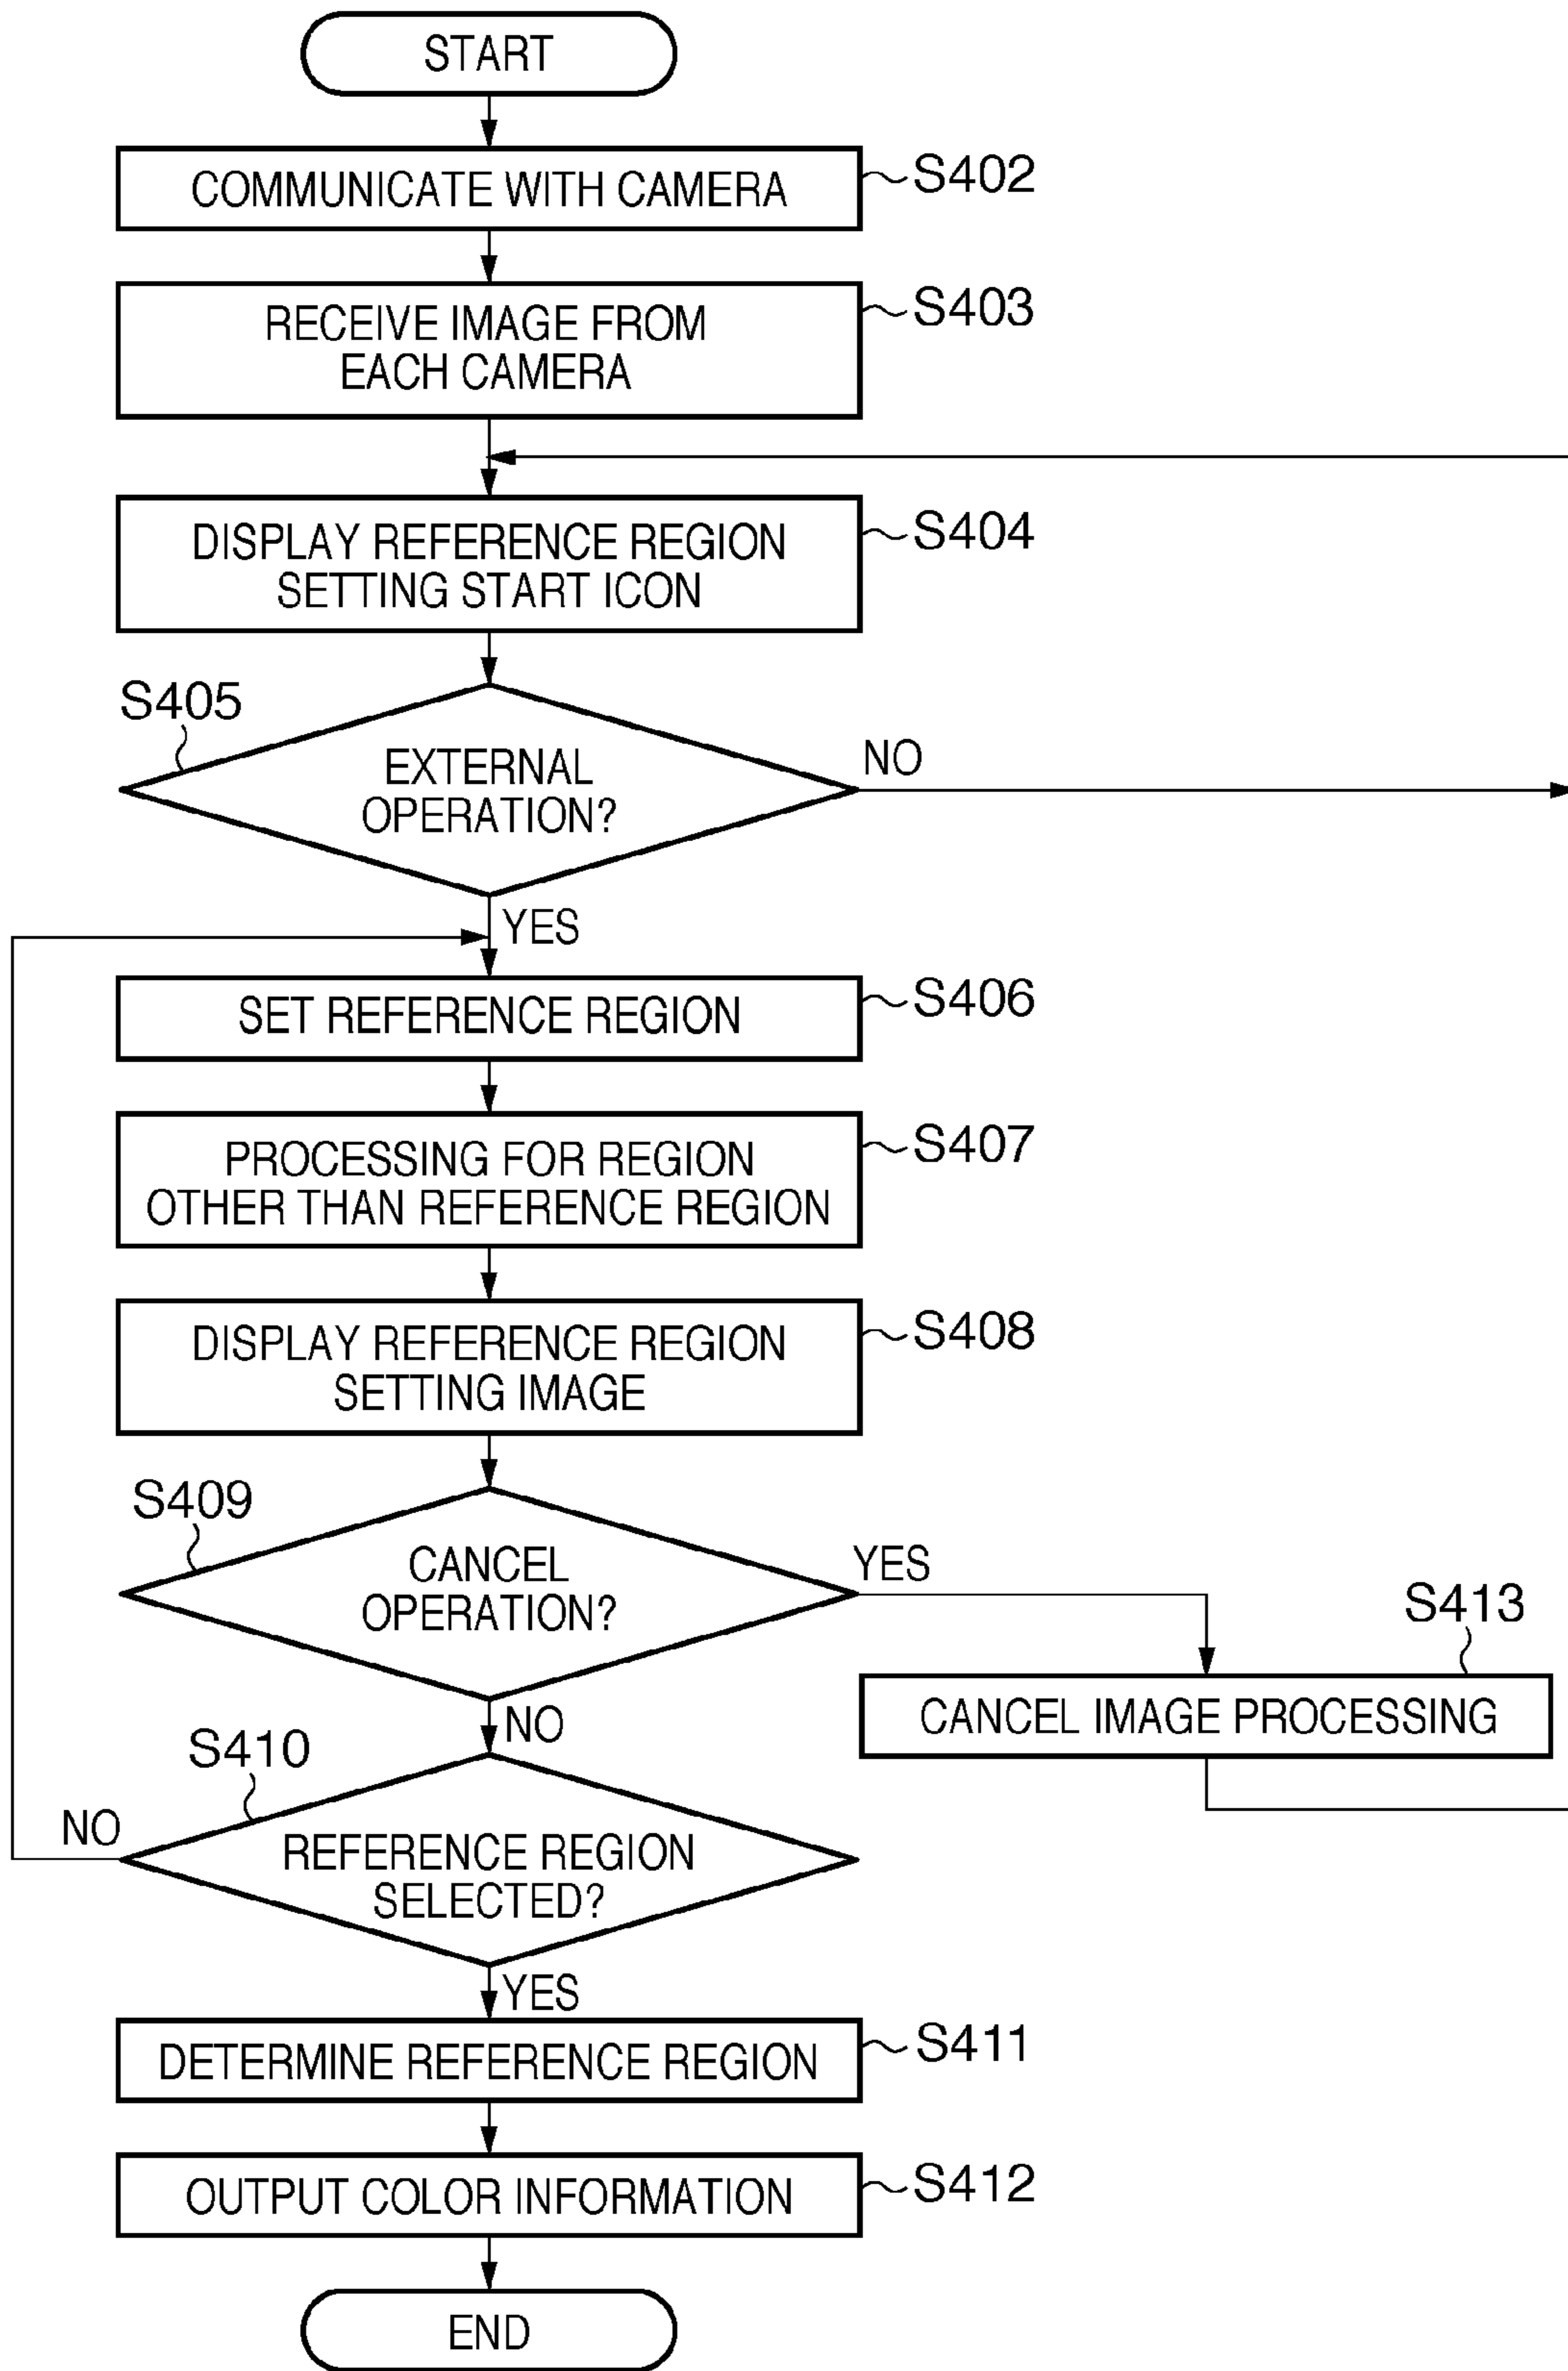 START
COMMUNICATE WITH CAMERA
S402
RECEIVE IMAGE FROM
EACH CAMERA
S403
DISPLAY REFERENCE REGION
SETTING START ICON
S404
S405
EXTERNAL
OPERATION?
NO
YES
SET REFERENCE REGION
S406
PROCESSING FOR REGION
OTHER THAN REFERENCE REGION
S407
DISPLAY REFERENCE REGION
SETTING IMAGE
S408
S409
CANCEL
OPERATION?
YES
S413
CANCEL IMAGE PROCESSING
NO
S410
NO
REFERENCE REGION
SELECTED?
YES
DETERMINE REFERENCE REGION
S411
OUTPUT COLOR INFORMATION
S412
END